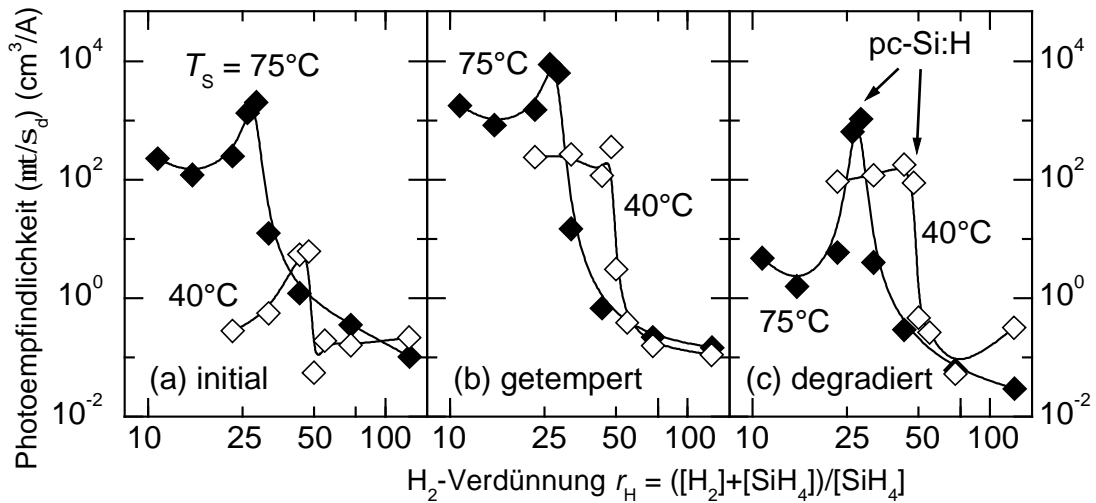 Photoempfindlichkeit (mt/s_d) (cm³/A)
10⁴
10²
10⁰
10⁻²
T_S = 75°C
40°C
(a) initial
10
25
50
100
75°C
40°C
(b) getempert
10
25
50
100
pc-Si:H
40°C
75°C
(c) degradiert
10
25
50
100
10⁴
10²
10⁰
10⁻²
H₂-Verdünnung r_H = ([H₂]+[SiH₄])/[SiH₄]